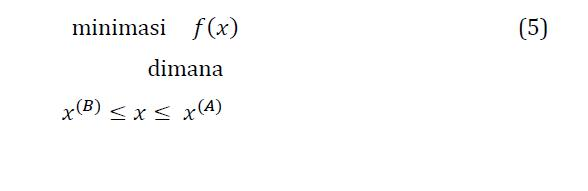 minimasi f(x) (5)
dimana
x^(B) ≤ x ≤ x^(A)